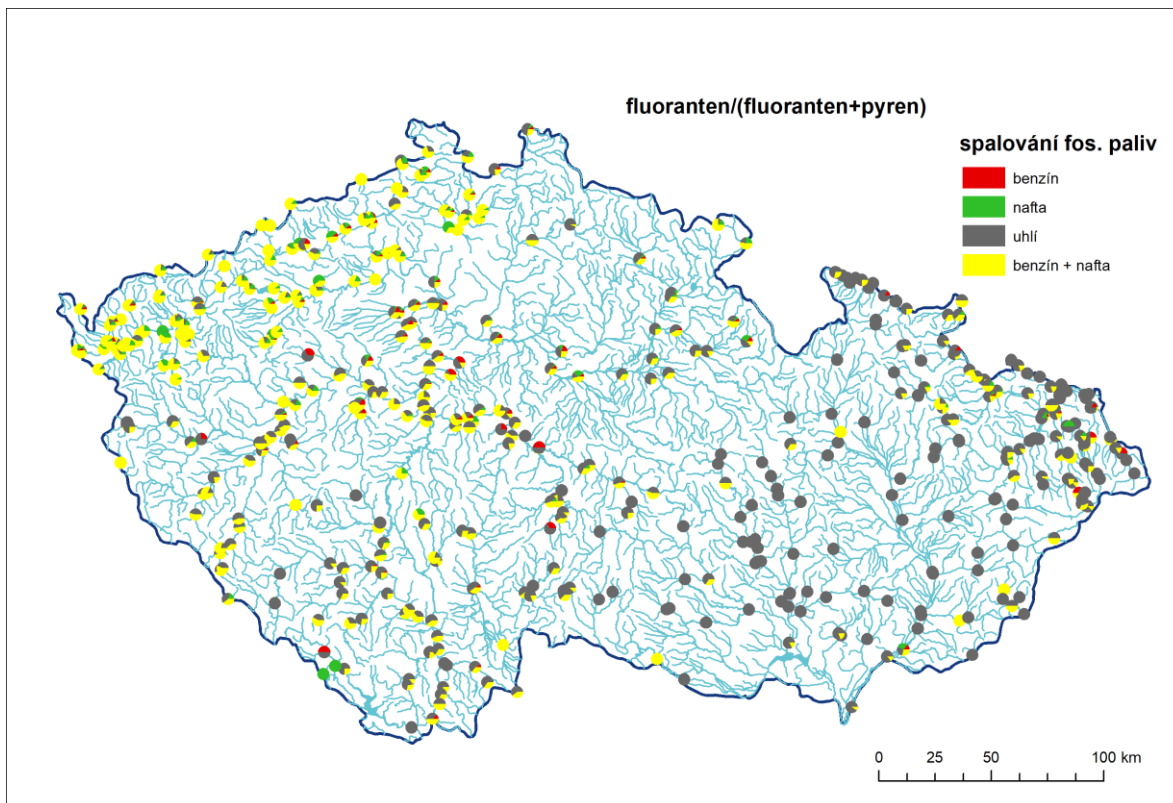 fluoranten/(fluoranten+pyren)
spalování fos. paliv
benzín
nafta
uhlí
benzín + nafta
0 25 50 100 km